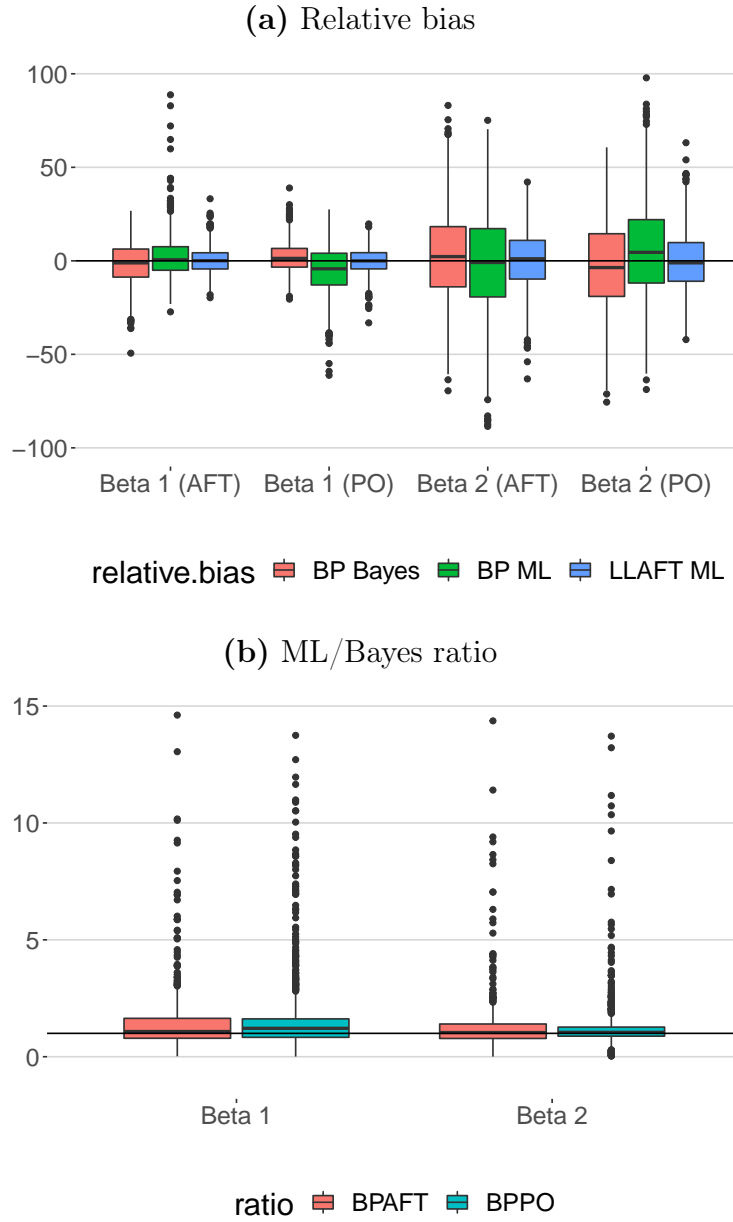 (a) Relative bias
100
50
0
−50
−100
Beta 1 (AFT) Beta 1 (PO) Beta 2 (AFT) Beta 2 (PO)
relative.bias BP Bayes BP ML LLAFT ML
(b) ML/Bayes ratio
15
10
5
0
Beta 1 Beta 2
ratio BPAFT BPPO